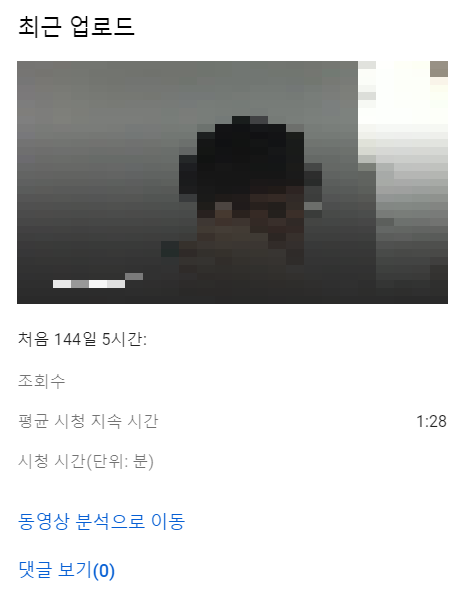 최근 업로드
처음 144일 5시간:
조회수
평균 시청 지속 시간 1:28
시청 시간(단위: 분)
동영상 분석으로 이동
댓글 보기(0)